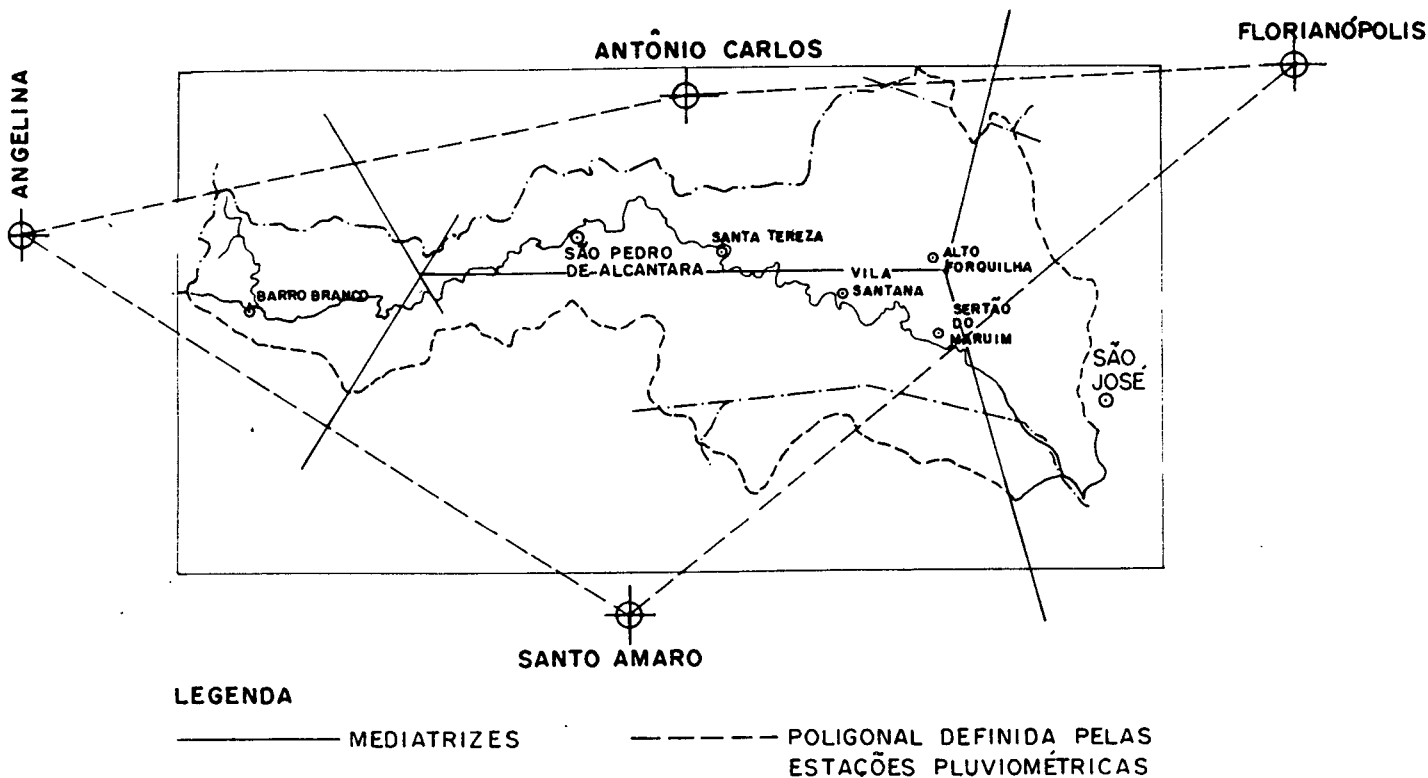 FLORIANÓPOLIS
ANTÔNIO CARLOS
ANGELINA
SÃO PEDRO
DE ALCANTARA
SANTA TEREZA
ALTO
FORQUILHA
VILA
SANTANA
BARRO BRANCO
SERTÃO
DO
MARUIM
SÃO
JOSÉ
SANTO AMARO
LEGENDA
MEDIATRIZES
POLIGONAL DEFINIDA PELAS
ESTAÇÕES PLUVIOMÉTRICAS